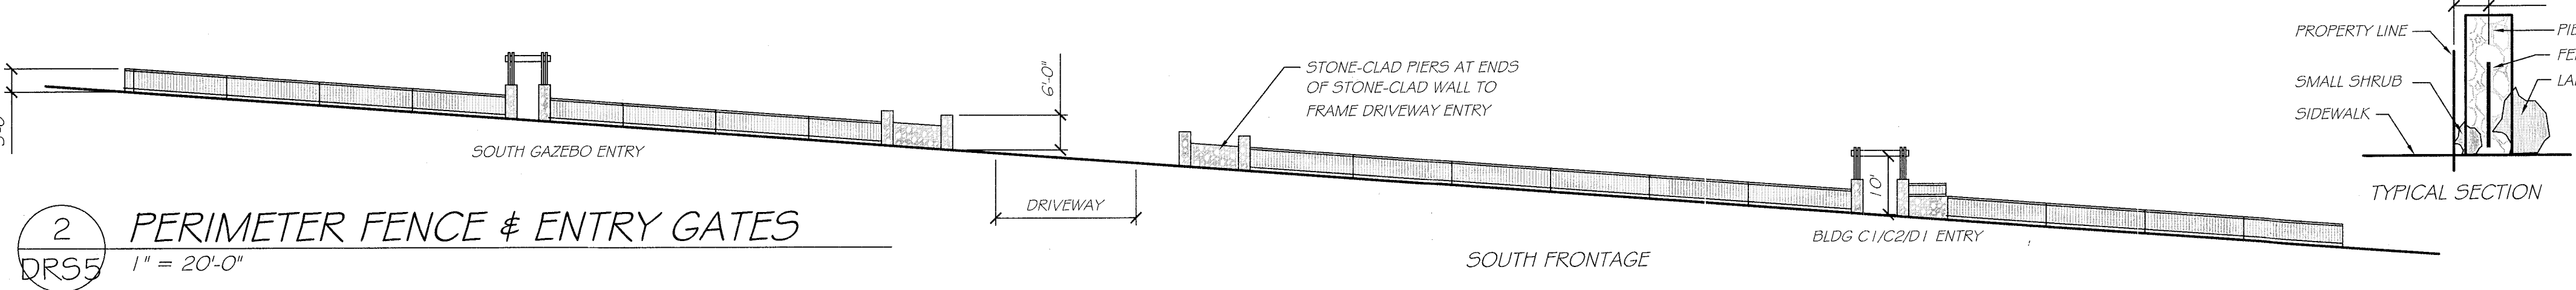 SOUTH GAZEBO ENTRY
6'-0"
STONE-CLAD PIERS AT ENDS
OF STONE-CLAD WALL TO
FRAME DRIVEWAY ENTRY
DRIVEWAY
10'
BLDG C1/C2/D1 ENTRY
SOUTH FRONTAGE
2
DRS5
PERIMETER FENCE & ENTRY GATES
1" = 20'-0"
PROPERTY LINE
SMALL SHRUB
SIDEWALK
TYPICAL SECTION